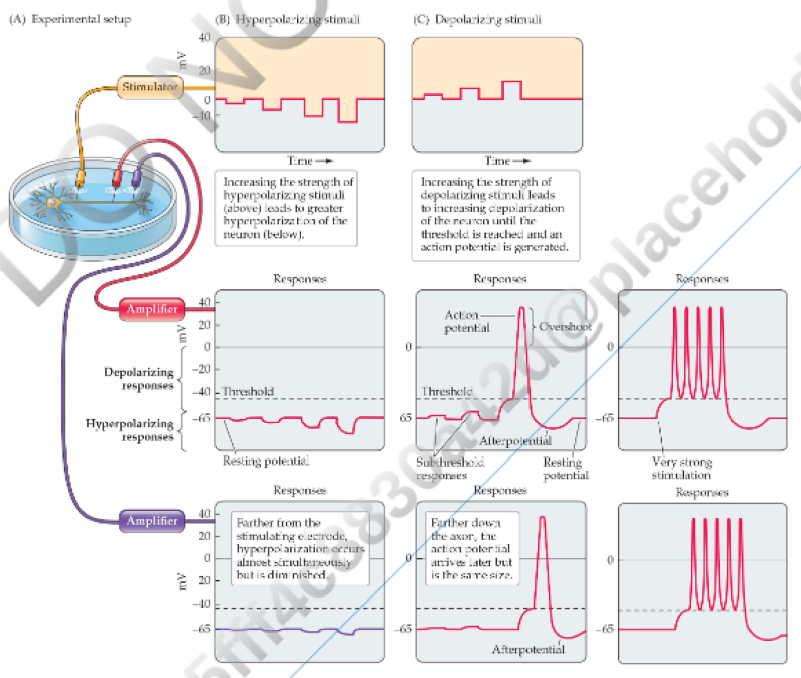 (A) Experimental setup
(B) Hyperpolarizing stimuli
(C) Depolarizing stimuli
Stimulator
mV
40
20
0
−10
Time
Time
Increasing the strength of
hyperpolarizing stimuli
(above) leads to greater
hyperpolarization of the
neuron (below).
Increasing the strength of
depolarizing stimuli leads
to increasing depolarization
of the neuron until the
threshold is reached and an
action potential is generated.
Responses
Responses
Responses
Amplifier
mV
40
20
0
−20
−40
−65
Depolarizing
responses
Hyperpolarizing
responses
Threshold
Resting potential
0
65
Action
potential
Overshoot
Threshold
Afterpotential
Subthreshold
responses
Resting
potential
0
−65
Very strong
stimulation
Responses
Responses
Responses
Amplifier
mV
40
20
0
20
−40
−65
Farther from the
stimulating electrode,
hyperpolarization occurs
almost simultaneously
but is diminished.
0
−65
Farther down
the axon, the
action potential
arrives later but
is the same size.
Afterpotential
0
−65